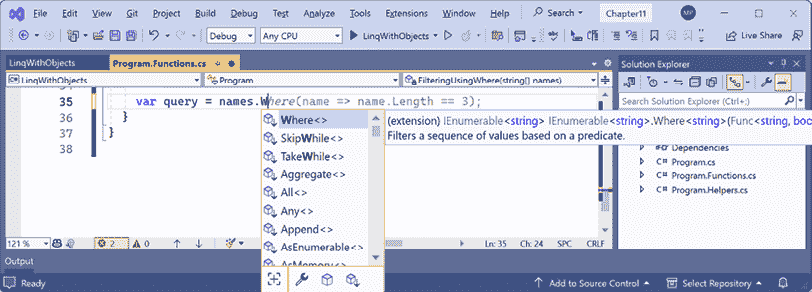 File Edit View Git Project Build Debug Test Analyze Tools Extensions Window Help Search Chapter11 MP
Debug Any CPU LinqWithObjects Live Share
LinqWithObjects Program.Functions.cs
LinqWithObjects Program FilteringUsingWhere(string[] names)
35 var query = names.Where(name => name.Length == 3);
36 }
37 }
38
Where<>
SkipWhile<>
TakeWhile<>
Aggregate<>
All<>
Any<>
Append<>
AsEnumerable<>
AsMemory<>
(extension) IEnumerable<string> IEnumerable<string>.Where<string>(Func<string, boo
Filters a sequence of values based on a predicate.
Solution Explorer
Search Solution Explorer (Ctrl+;)
Dependencies
Program.cs
Program.Functions.cs
Program.Helpers.cs
121 % 2 0 Ln: 35 Ch: 24 SPC CRLF
Output
Ready Add to Source Control Select Repository